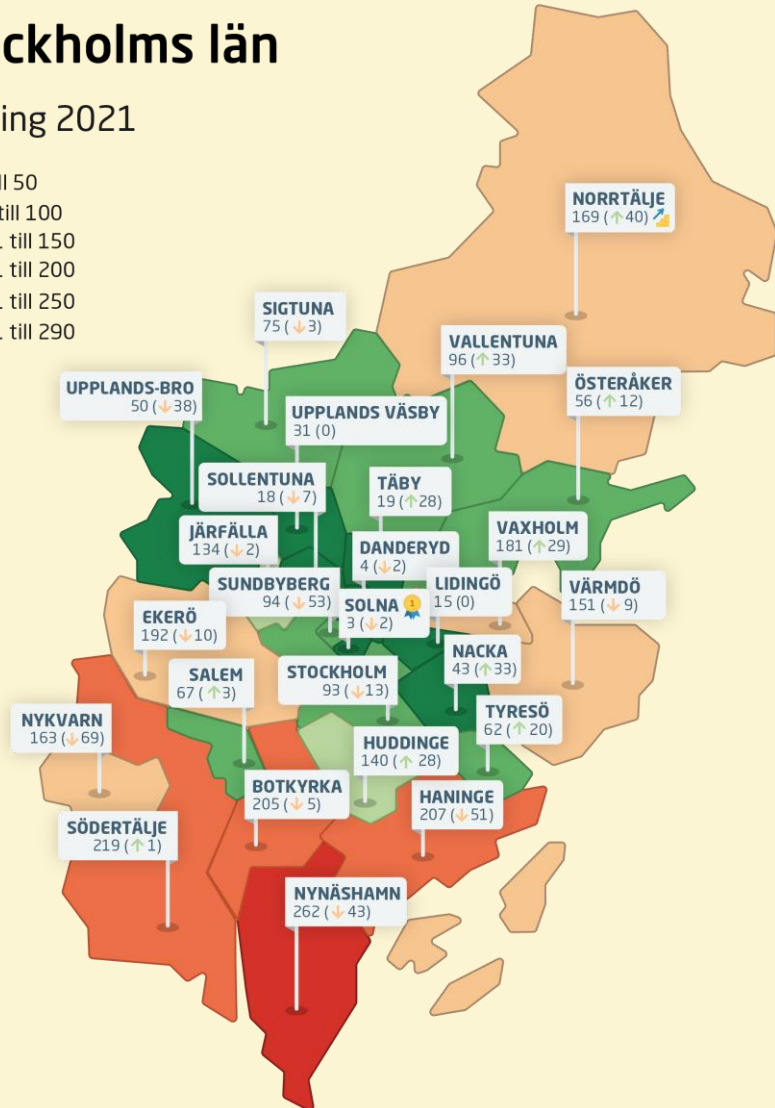 ckholms län
ing 2021
ll 50
till 100
. till 150
. till 200
. till 250
. till 290
NORRTÄLJE
169 (↑40)
SIGTUNA
75 (↓3)
VALLENTUNA
96 (↑33)
UPPLANDS-BRO
50 (↓38)
ÖSTERÅKER
56 (↑12)
UPPLANDS VÄSBY
31 (0)
SOLLENTUNA
18 (↓7)
TÄBY
19 (↑28)
JÄRFÄLLA
134 (↓2)
VAXHOLM
181 (↑29)
DANDERYD
4 (↓2)
SUNDBYBERG
94 (↓53)
LIDINGÖ
15 (0)
VÄRMDÖ
151 (↓9)
SOLNA 1
3 (↓2)
EKERÖ
192 (↓10)
NACKA
43 (↑33)
SALEM
67 (↑3)
STOCKHOLM
93 (↓13)
TYRESÖ
62 (↑20)
NYKVARN
163 (↓69)
HUDDINGE
140 (↑28)
BOTKYRKA
205 (↓5)
HANINGE
207 (↓51)
SÖDERTÄLJE
219 (↑1)
NYNÄSHAMN
262 (↓43)